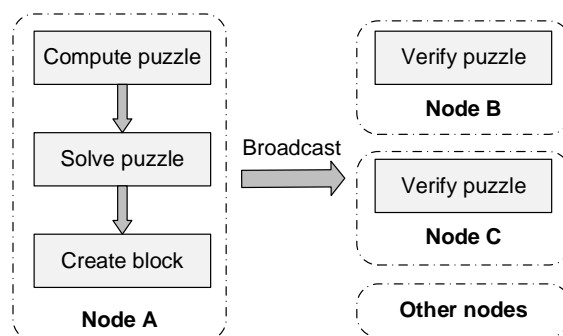 Compute puzzle
Solve puzzle
Create block
Node A
Broadcast
Verify puzzle
Node B
Verify puzzle
Node C
Other nodes